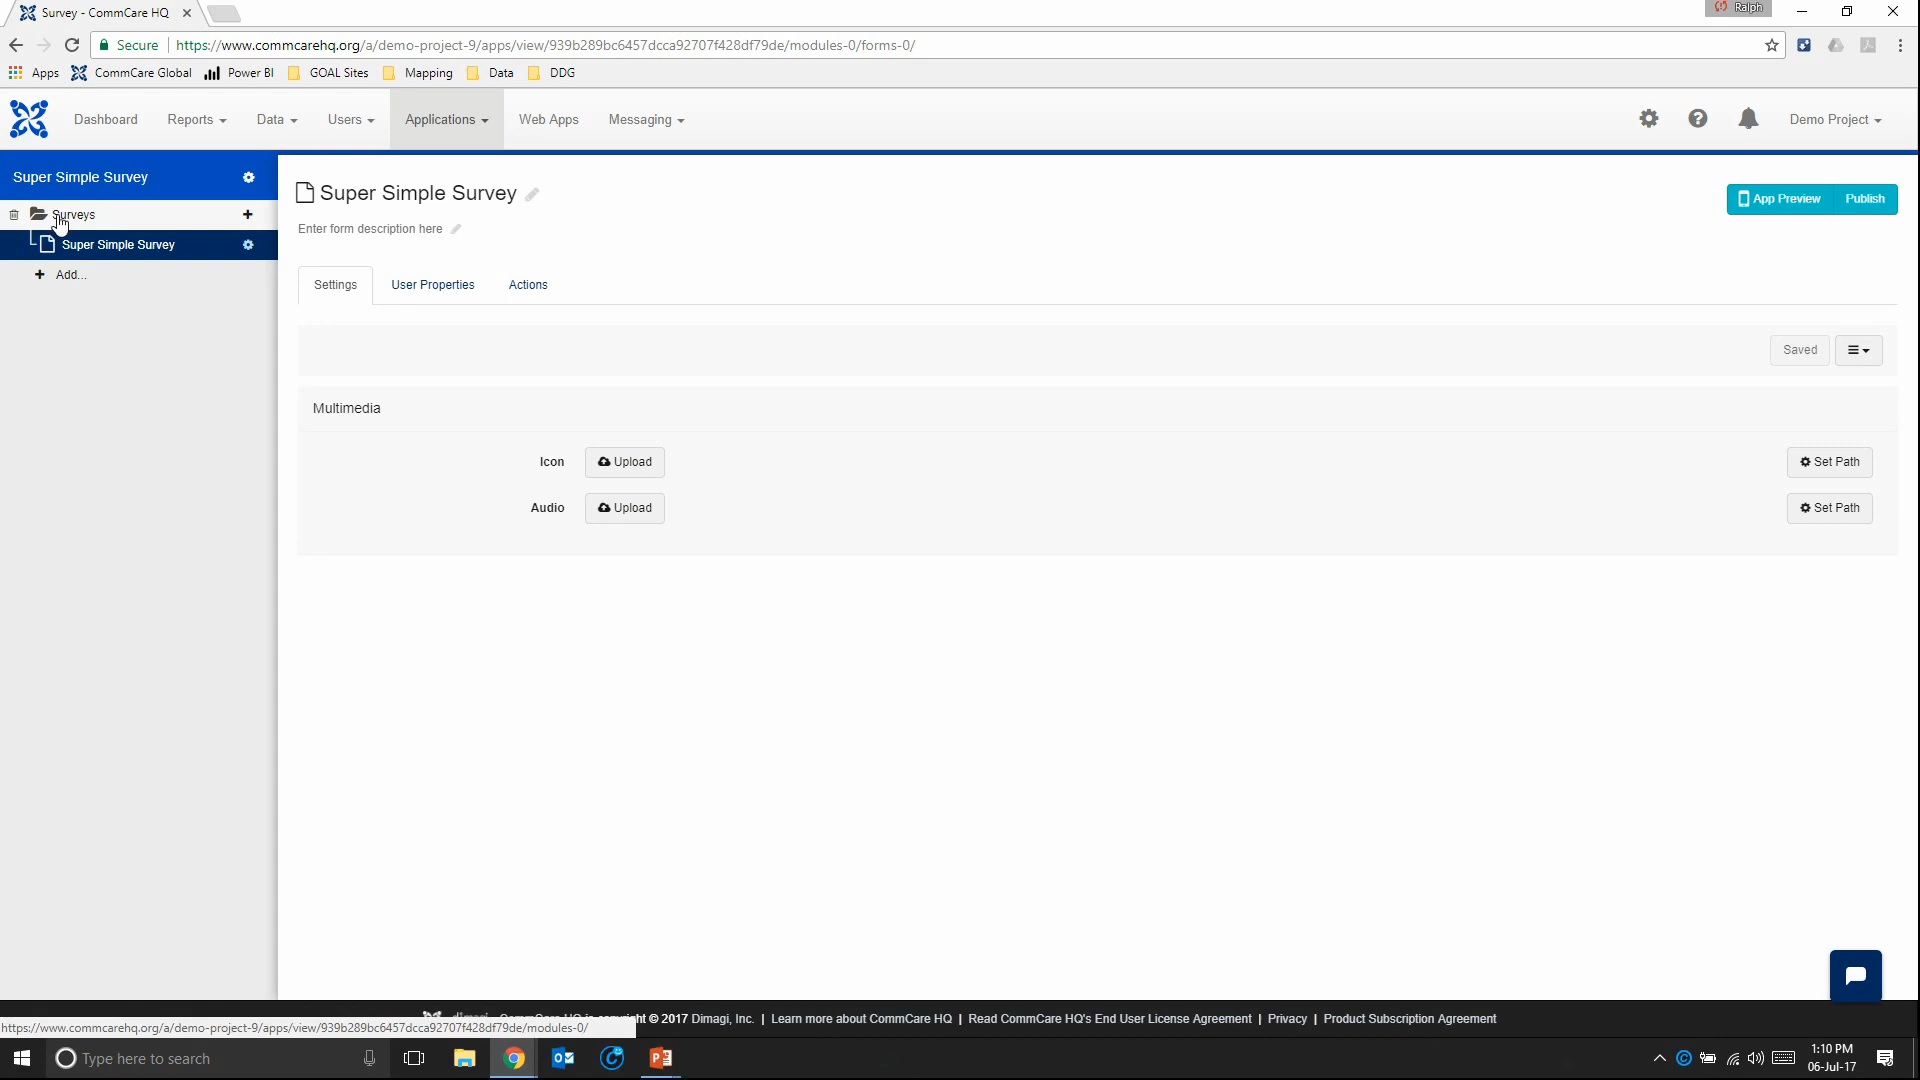 Survey - CommCare HQ
Ralph
Secure
https://www.commcarehq.org/a/demo-project-9/apps/view/939b289bc6457dcca92707f428df79de/modules-0/forms-0/
Apps CommCare Global Power BI GOAL Sites Mapping Data DDG
Dashboard Reports Data Users Applications Web Apps Messaging Demo Project
Super Simple Survey
Surveys
Super Simple Survey
Add...
Super Simple Survey
Enter form description here
App Preview Publish
Settings User Properties Actions
Saved
Multimedia
Icon Upload Set Path
Audio Upload Set Path
© 2017 Dimagi, Inc. | Learn more about CommCare HQ | Read CommCare HQ's End User License Agreement | Privacy | Product Subscription Agreement
https://www.commcarehq.org/a/demo-project-9/apps/view/939b289bc6457dcca92707f428df79de/modules-0/
Type here to search
1:10 PM
06-Jul-17